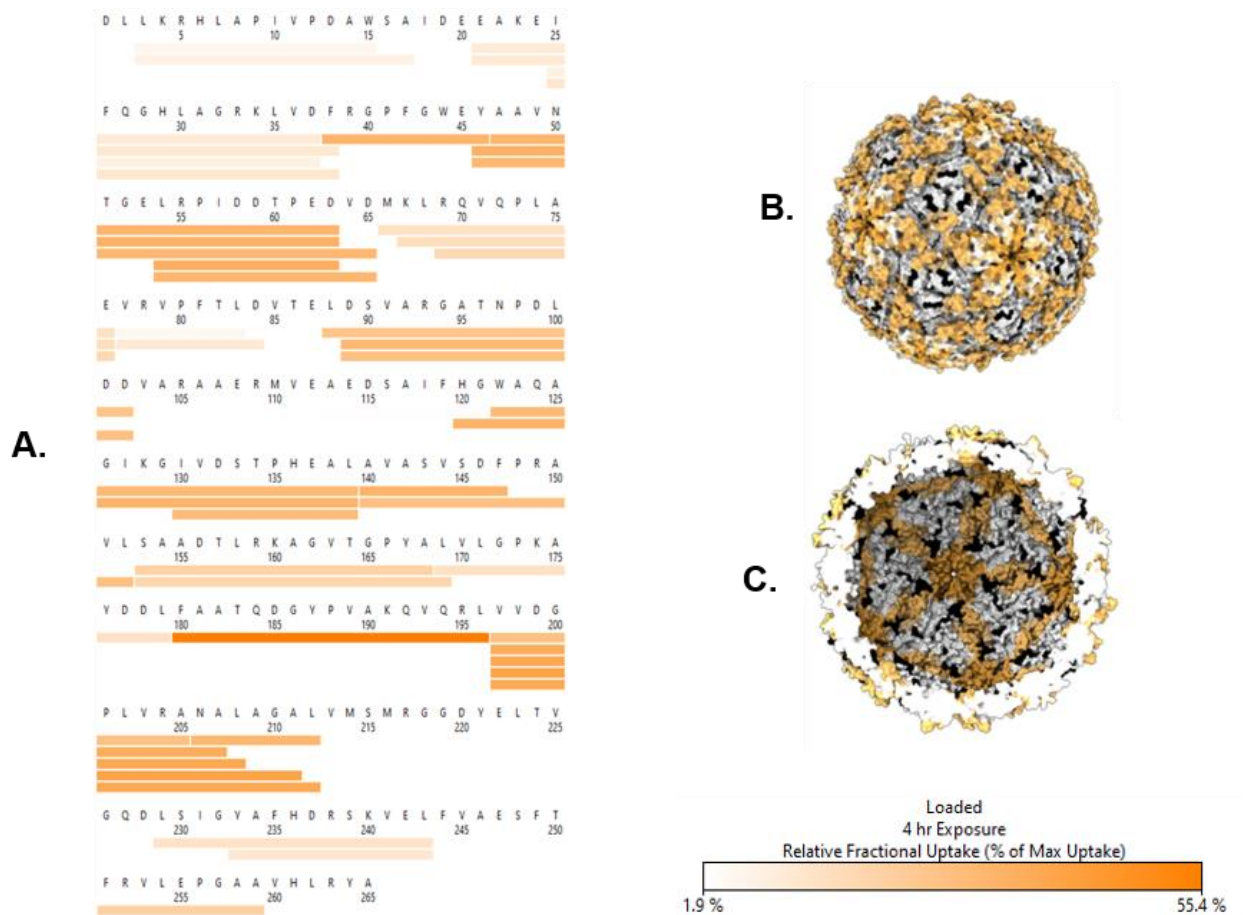 D L L K R H L A P I V P D A W S A I D E E A K E I
5 10 15 20 25
F Q G H L A G R K L V D F R G P F G W E Y A A V N
30 35 40 45 50
T G E L R P I D D T P E D V D M K L R Q V Q P L A
55 60 65 70 75
E V R V P F T L D V T E L D S V A R G A T N P D L
80 85 90 95 100
D D V A R A A E R M V E A E D S A I F H G W A Q A
105 110 115 120 125
A.
G I K G I V D S T P H E A L A V A S V S D F P R A
130 135 140 145 150
V L S A A D T L R K A G V T G P Y A L V L G P K A
155 160 165 170 175
Y D D L F A A T Q D G Y P V A K Q V Q R L V V D G
180 185 190 195 200
P L V R A N A L A G A L V M S M R G G D Y E L T V
205 210 215 220 225
G Q D L S I G Y A F H D R S K V E L F V A E S F T
230 235 240 245 250
F R V L E P G A A V H L R Y A
255 260 265
B.
C.
Loaded
4 hr Exposure
Relative Fractional Uptake (% of Max Uptake)
1.9 % 55.4 %